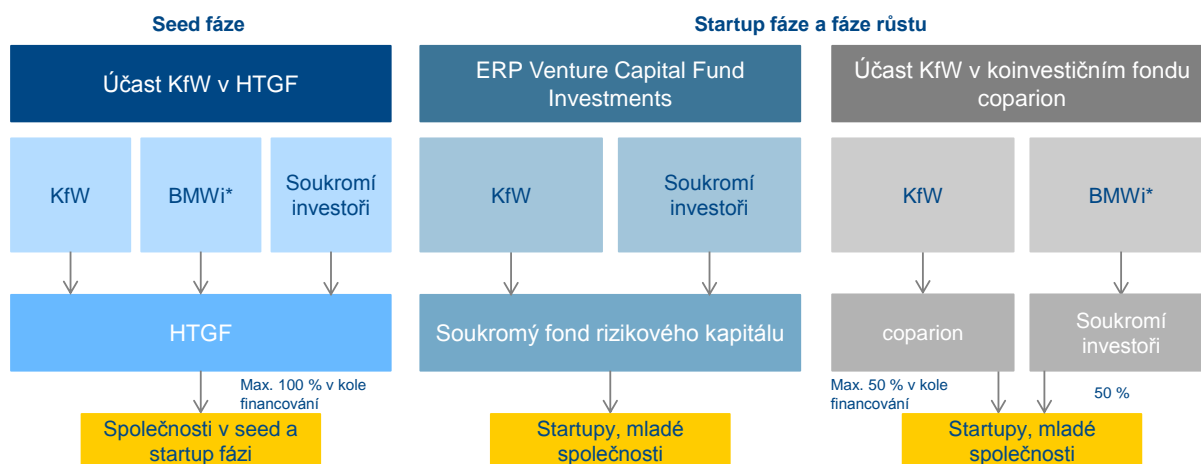 Seed fáze
Startup fáze a fáze růstu
Účast KfW v HTGF
ERP Venture Capital Fund
Investments
Účast KfW v koinvestičním fondu
coparion
KfW
BMWi*
Soukromí
investoři
KfW
Soukromí
investoři
KfW
BMWi*
HTGF
Soukromý fond rizikového kapitálu
coparion
Soukromí
investoři
Max. 100 % v kole
financování
Max. 50 % v kole
financování
50 %
Společnosti v seed a
startup fázi
Startupy, mladé
společnosti
Startupy, mladé
společnosti